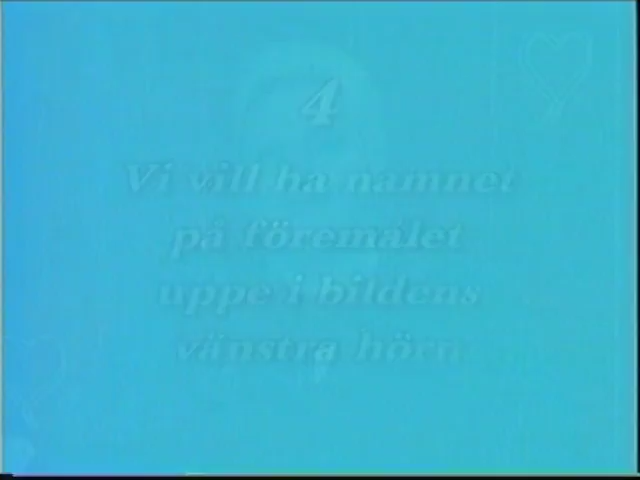 4
Vi vill ha namnet
på föremålet
uppe i bildens
vänstra hörn